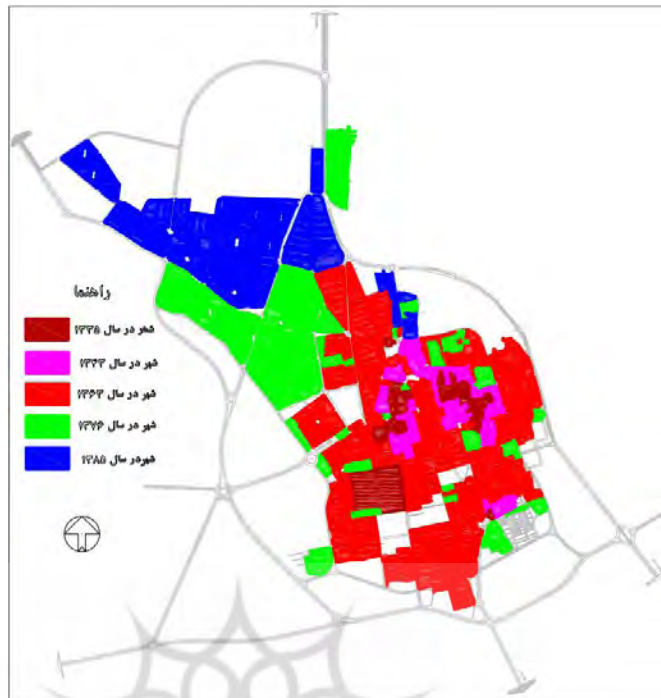 راهنما
شهر در سال ۱۳۳۵
شهر در سال ۱۳۴۳
شهر در سال ۱۳۶۳
شهر در سال ۱۳۷۶
شهر در سال ۱۳۸۵